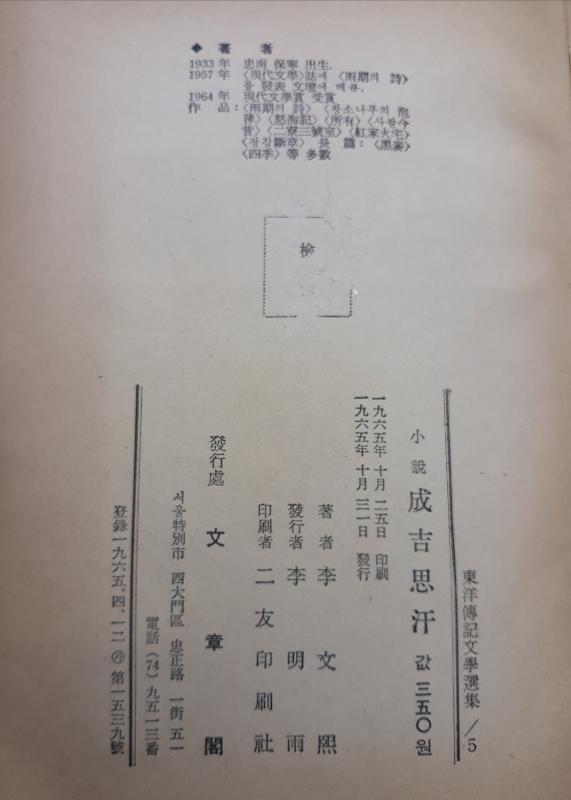 ◆ 著 者
1933 年 忠南 保寧 出生.
1957 年 〈現代文學〉誌에 〈雨期의 詩〉
를 發表 文壇에 데뷰.
1964 年 現代文學賞 受賞
作 品 : 〈雨期의 詩〉 〈왕소나무의 泡
〈怒海記〉 〈所有〉 〈사랑今
昔〉 〈二寮三號室〉 〈紅家火宅〉
〈장감斷章〉 長 篇 : 〈黑麥〉
〈四季〉 等 多數
檢
東洋傳記文學選集 / 5
小說 成吉思汗 값 三五○원
一九六五年 十月 二五日 印刷
一九六五年 十月 三一日 發行
著 者 李 文 熙
發行者 李 明 雨
印刷者 二友印刷社
發行處 文 章 閣
서울特別市 西大門區 忠正路 一街 五一
電話 (74) 九五一三番
登錄 一九六五, 四, 一二 ㉮ 第一五三九號